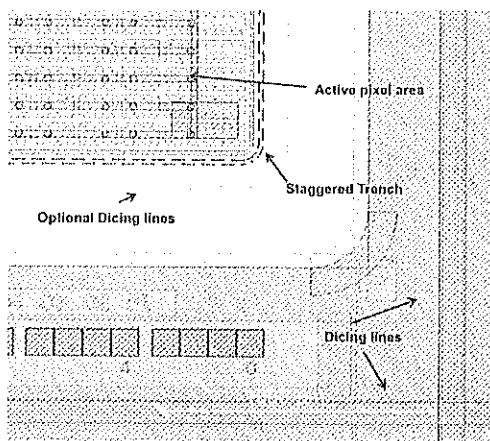 Active pixel area
Staggered Trench
Optional Dicing lines
Dicing lines